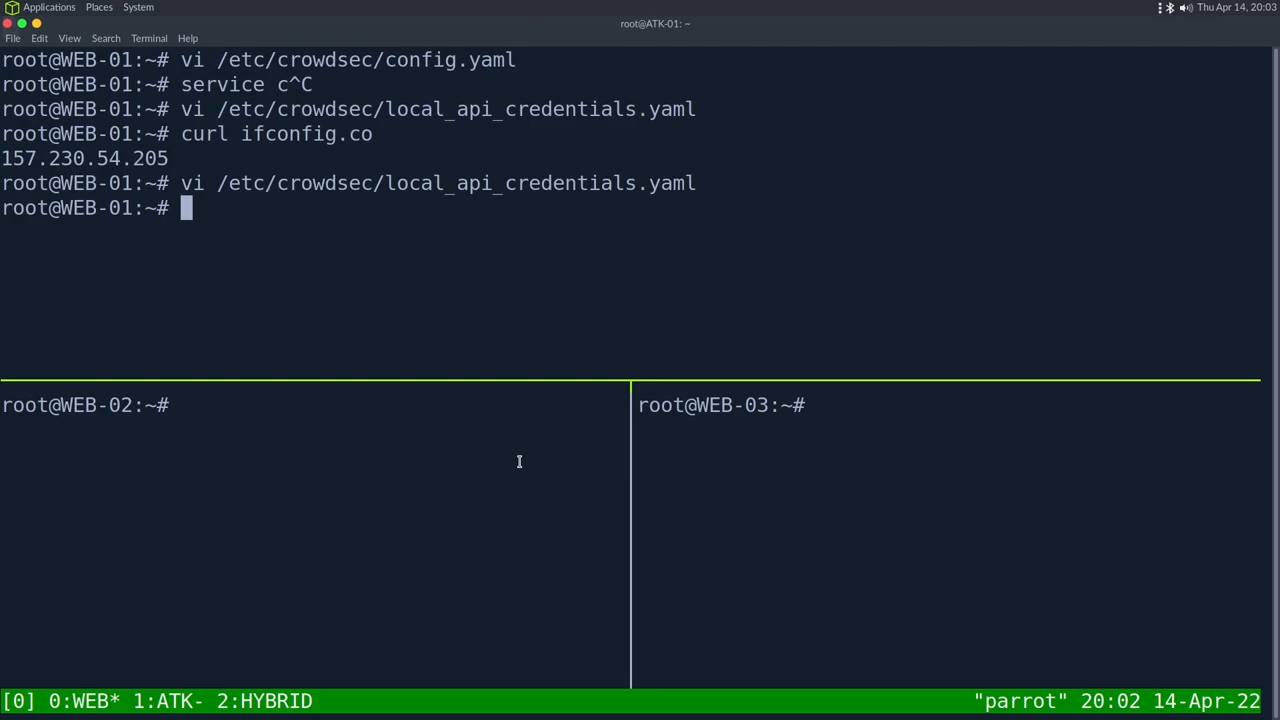 Applications Places System
Thu Apr 14, 20:03
root@ATK-01: ~
File Edit View Search Terminal Help
root@WEB-01:~# vi /etc/crowdsec/config.yaml
root@WEB-01:~# service c^C
root@WEB-01:~# vi /etc/crowdsec/local_api_credentials.yaml
root@WEB-01:~# curl ifconfig.co
157.230.54.205
root@WEB-01:~# vi /etc/crowdsec/local_api_credentials.yaml
root@WEB-01:~#
root@WEB-02:~#
root@WEB-03:~#
[0] 0:WEB* 1:ATK- 2:HYBRID
"parrot" 20:02 14-Apr-22